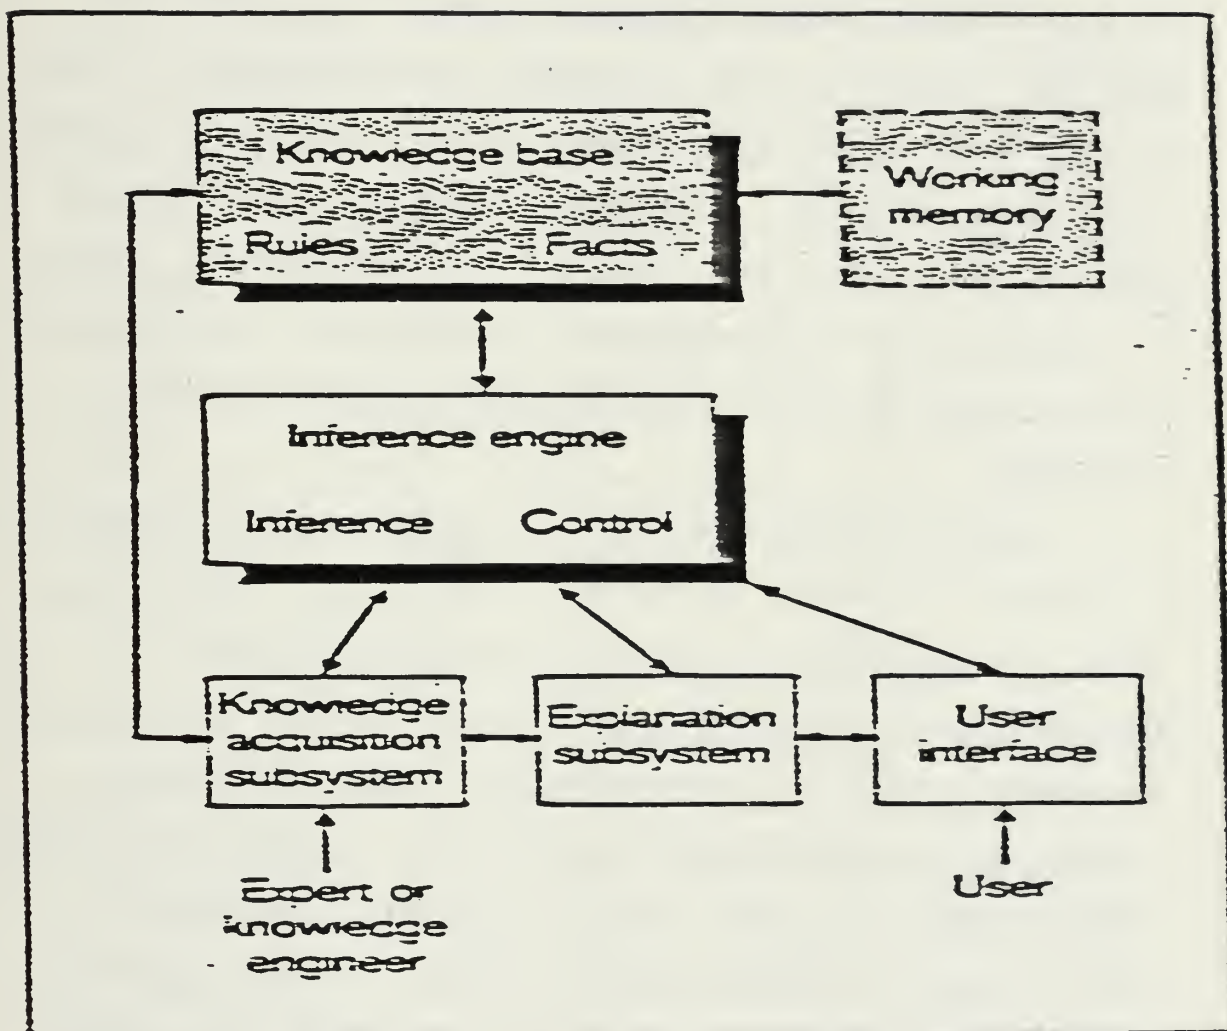 Knowledge base
Rules Facts
Working
memory
Inference engine
Inference Control
Knowledge
acquisition
subsystem
Explanation
subsystem
User
interface
Expert or
knowledge
engineer
User